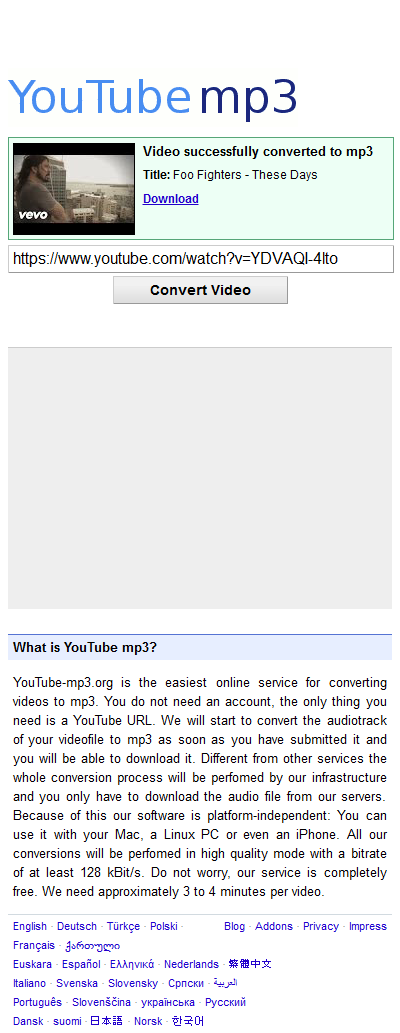 YouTube mp3
vevo
Video successfully converted to mp3
Title: Foo Fighters - These Days
Download
https://www.youtube.com/watch?v=YDVAQI-4lto
Convert Video
What is YouTube mp3?
YouTube-mp3.org is the easiest online service for converting
videos to mp3. You do not need an account, the only thing you
need is a YouTube URL. We will start to convert the audiotrack
of your videofile to mp3 as soon as you have submitted it and
you will be able to download it. Different from other services the
whole conversion process will be perfomed by our infrastructure
and you only have to download the audio file from our servers.
Because of this our software is platform-independent: You can
use it with your Mac, a Linux PC or even an iPhone. All our
conversions will be perfomed in high quality mode with a bitrate
of at least 128 kBit/s. Do not worry, our service is completely
free. We need approximately 3 to 4 minutes per video.
English · Deutsch · Türkçe · Polski · Blog · Addons · Privacy · Impress
Français · ქართული
Euskara · Español · Ελληνικά · Nederlands · 繁體中文
Italiano · Svenska · Slovensky · Српски · العربية
Português · Slovenščina · українська · Русский
Dansk · suomi · 日本語 · Norsk · 한국어